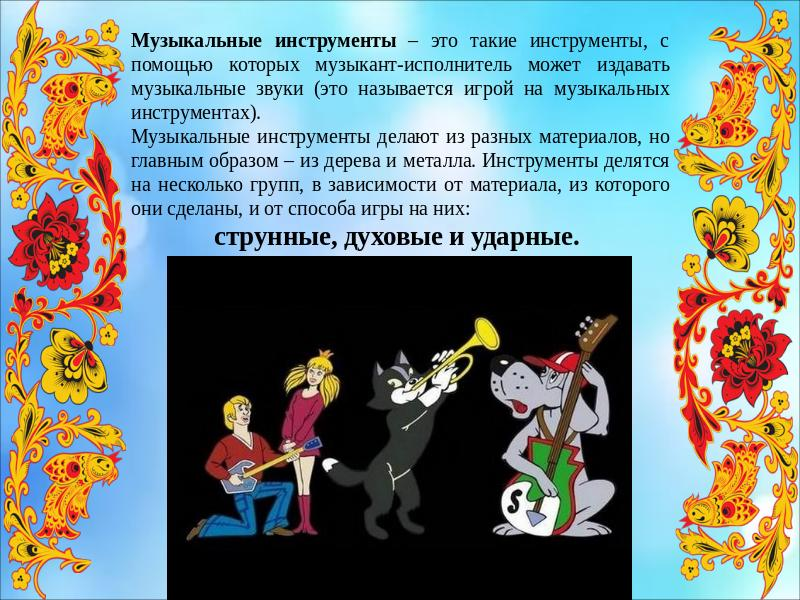 Музыкальные инструменты – это такие инструменты, с
помощью которых музыкант-исполнитель может издавать
музыкальные звуки (это называется игрой на музыкальных
инструментах).
Музыкальные инструменты делают из разных материалов, но
главным образом – из дерева и металла. Инструменты делятся
на несколько групп, в зависимости от материала, из которого
они сделаны, и от способа игры на них:
струнные, духовые и ударные.
S